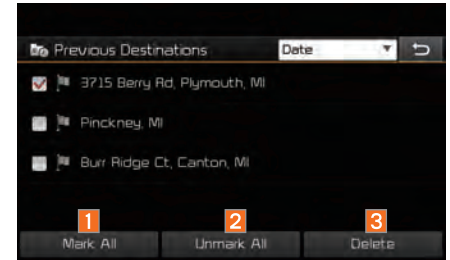 Previous Destinations Date
3715 Berry Rd, Plymouth, MI
Pinckney, MI
Burr Ridge Ct, Canton, MI
1 2 3
Mark All Unmark All Delete